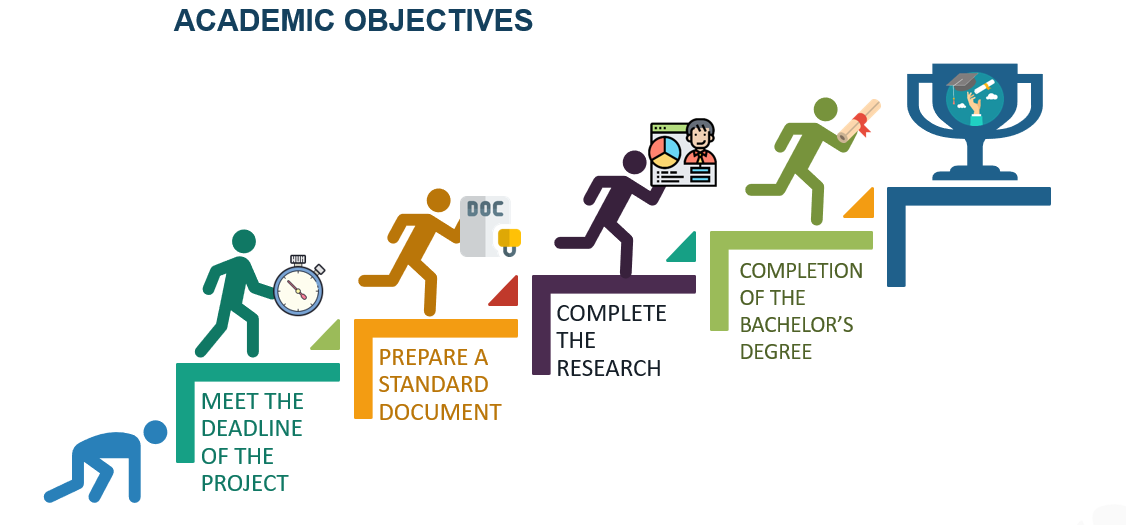 ACADEMIC OBJECTIVES
MEET THE
DEADLINE
OF THE
PROJECT
PREPARE A
STANDARD
DOCUMENT
DOC
COMPLETE
THE
RESEARCH
COMPLETION
OF THE
BACHELOR’S
DEGREE